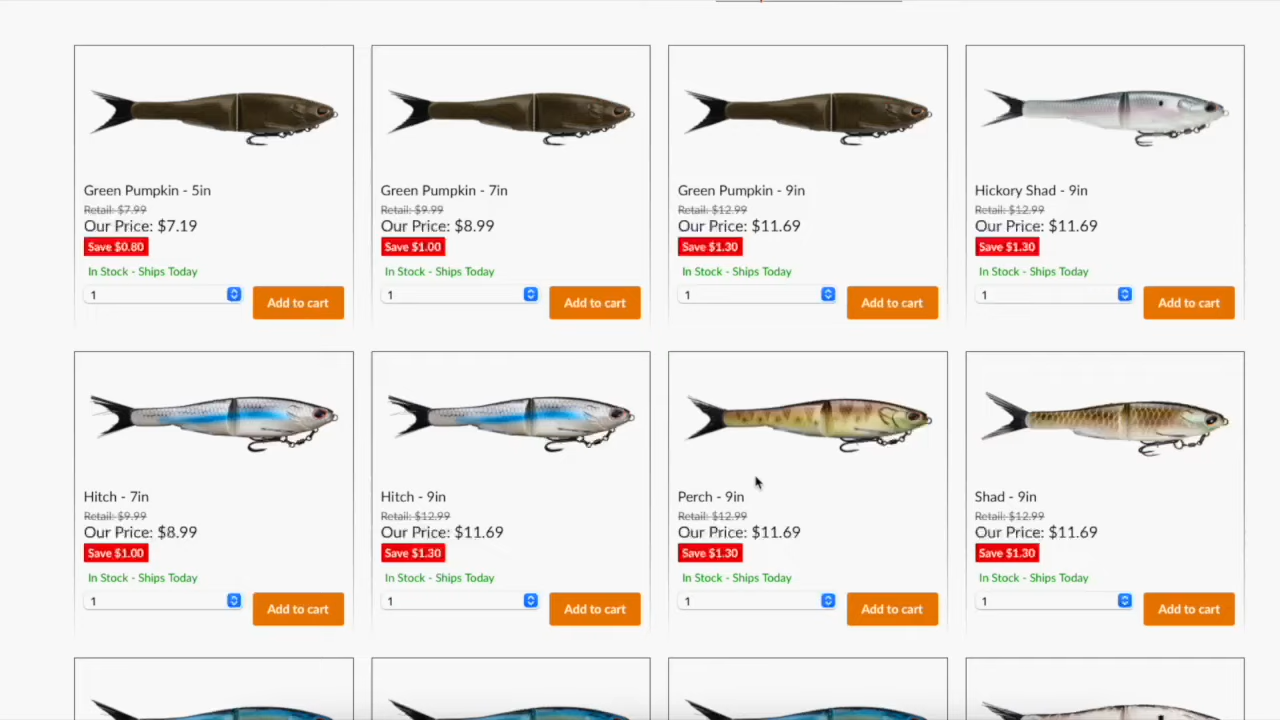 Green Pumpkin - 5in
Retail: $7.99
Our Price: $7.19
Save $0.80
In Stock - Ships Today
1
Add to cart
Green Pumpkin - 7in
Retail: $9.99
Our Price: $8.99
Save $1.00
In Stock - Ships Today
1
Add to cart
Green Pumpkin - 9in
Retail: $12.99
Our Price: $11.69
Save $1.30
In Stock - Ships Today
1
Add to cart
Hickory Shad - 9in
Retail: $12.99
Our Price: $11.69
Save $1.30
In Stock - Ships Today
1
Add to cart
Hitch - 7in
Retail: $9.99
Our Price: $8.99
Save $1.00
In Stock - Ships Today
1
Add to cart
Hitch - 9in
Retail: $12.99
Our Price: $11.69
Save $1.30
In Stock - Ships Today
1
Add to cart
Perch - 9in
Retail: $12.99
Our Price: $11.69
Save $1.30
In Stock - Ships Today
1
Add to cart
Shad - 9in
Retail: $12.99
Our Price: $11.69
Save $1.30
In Stock - Ships Today
1
Add to cart